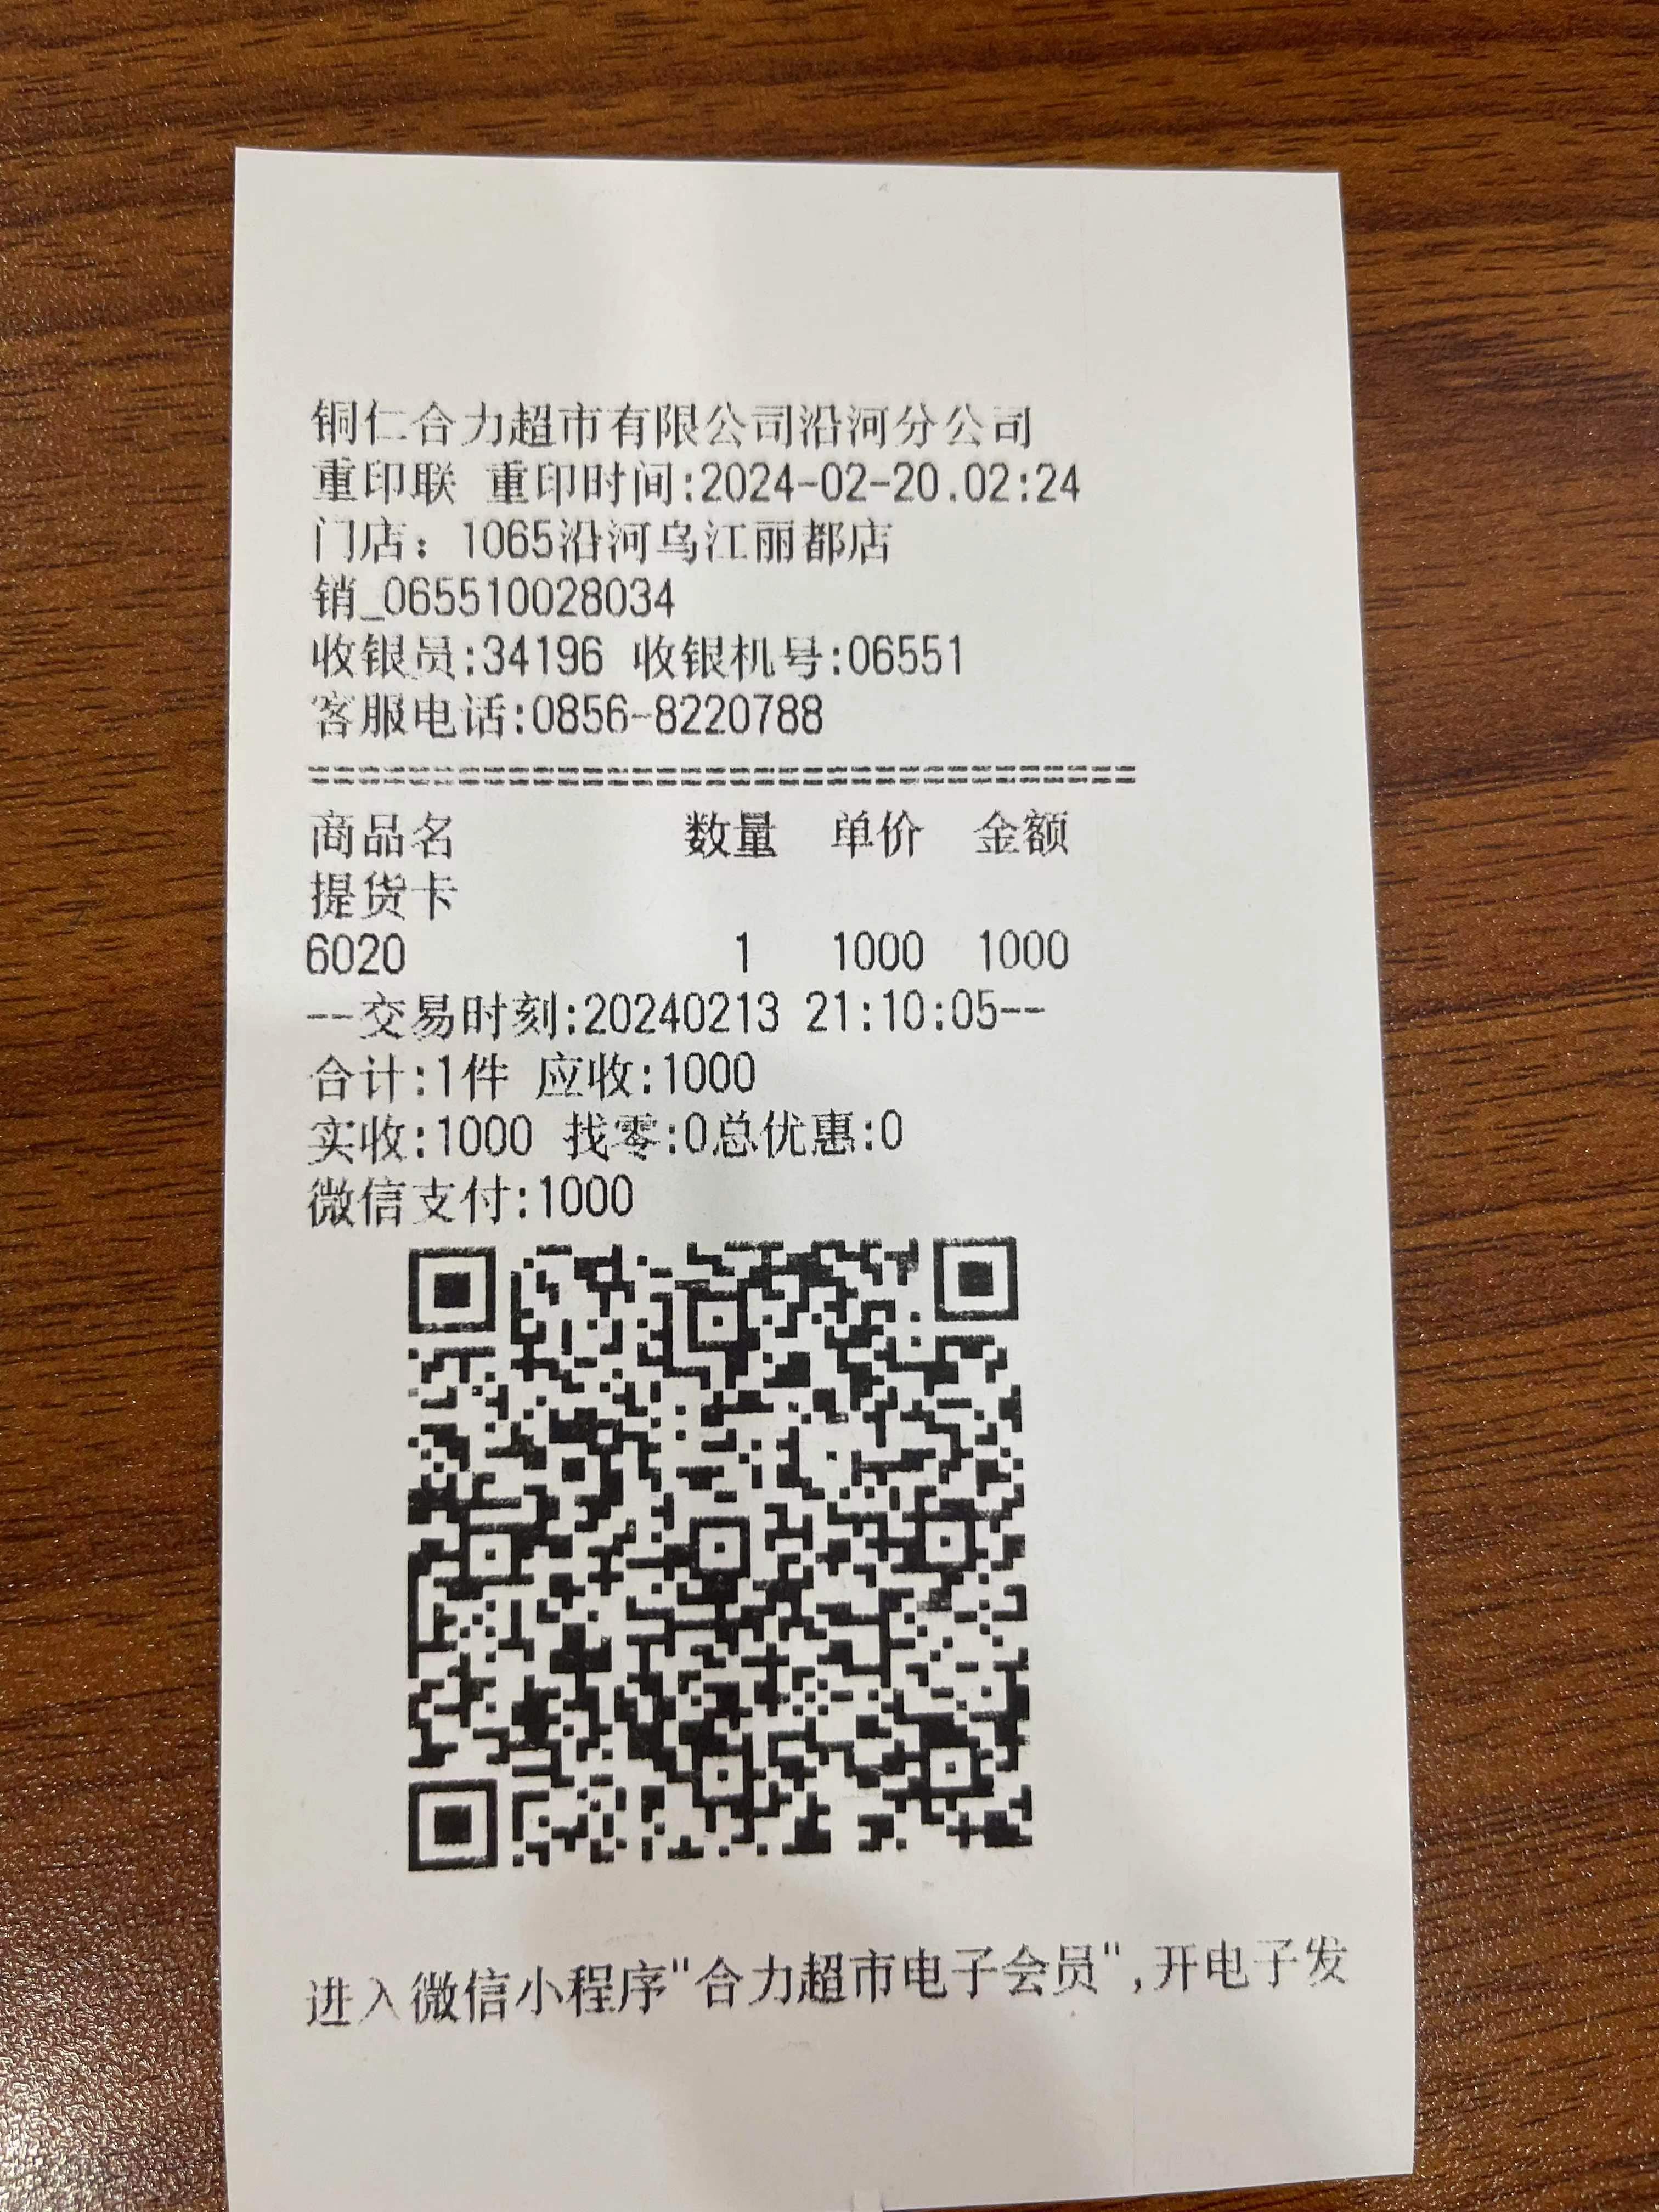 铜仁合力超市有限公司沿河分公司
重印联 重印时间:2024-02-20.02:24
门店：1065沿河乌江丽都店
销_065510028034
收银员:34196 收银机号:06551
客服电话:0856-8220788
==================================
商品名 数量 单价 金额
提货卡
6020 1 1000 1000
--交易时刻:20240213 21:10:05--
合计:1件 应收:1000
实收:1000 找零:0总优惠:0
微信支付:1000
进入微信小程序"合力超市电子会员",开电子发